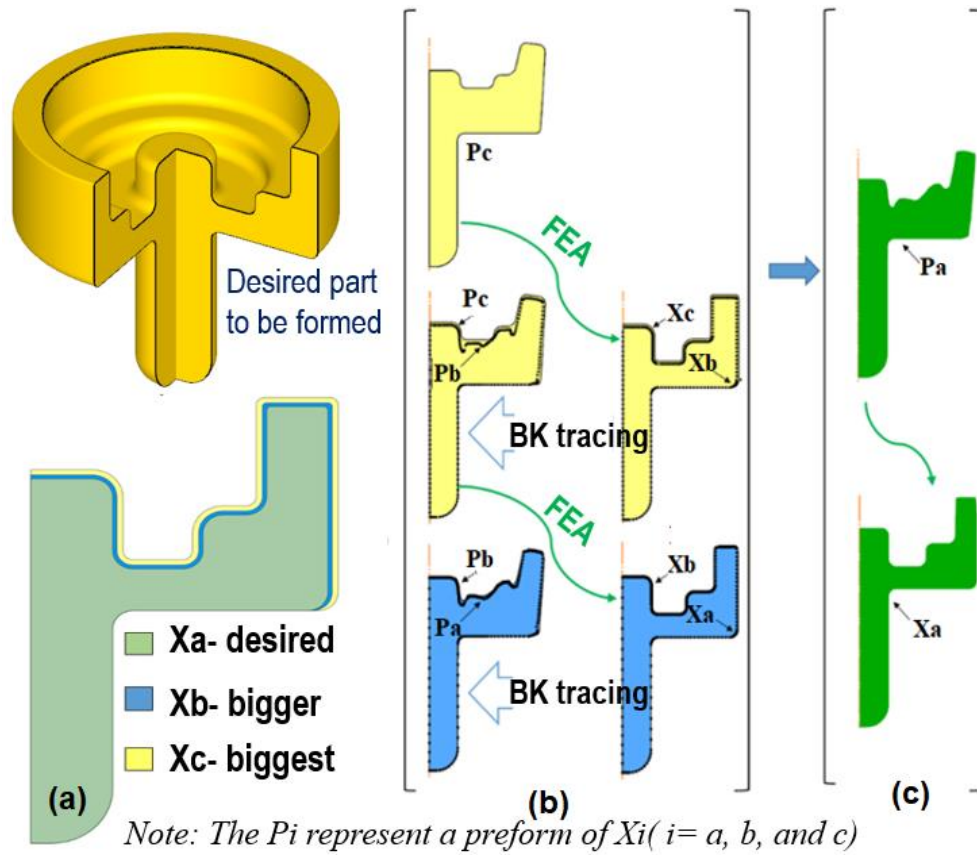 Desired part
to be formed
Xa- desired
Xb- bigger
Xc- biggest
(a)
Pc
FEA
Pc
Pb
Xc
Xb
BK tracing
FEA
Pb
Pa
Xb
Xa
BK tracing
(b)
Pa
Xa
(c)
Note: The Pi represent a preform of Xi( i= a, b, and c)